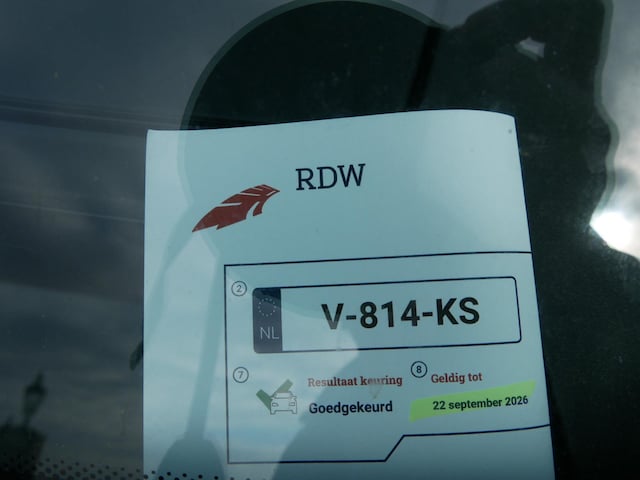 RDW
2
NL V-814-KS
7 Resultaat keuring 8 Geldig tot
Goedgekeurd 22 september 2026